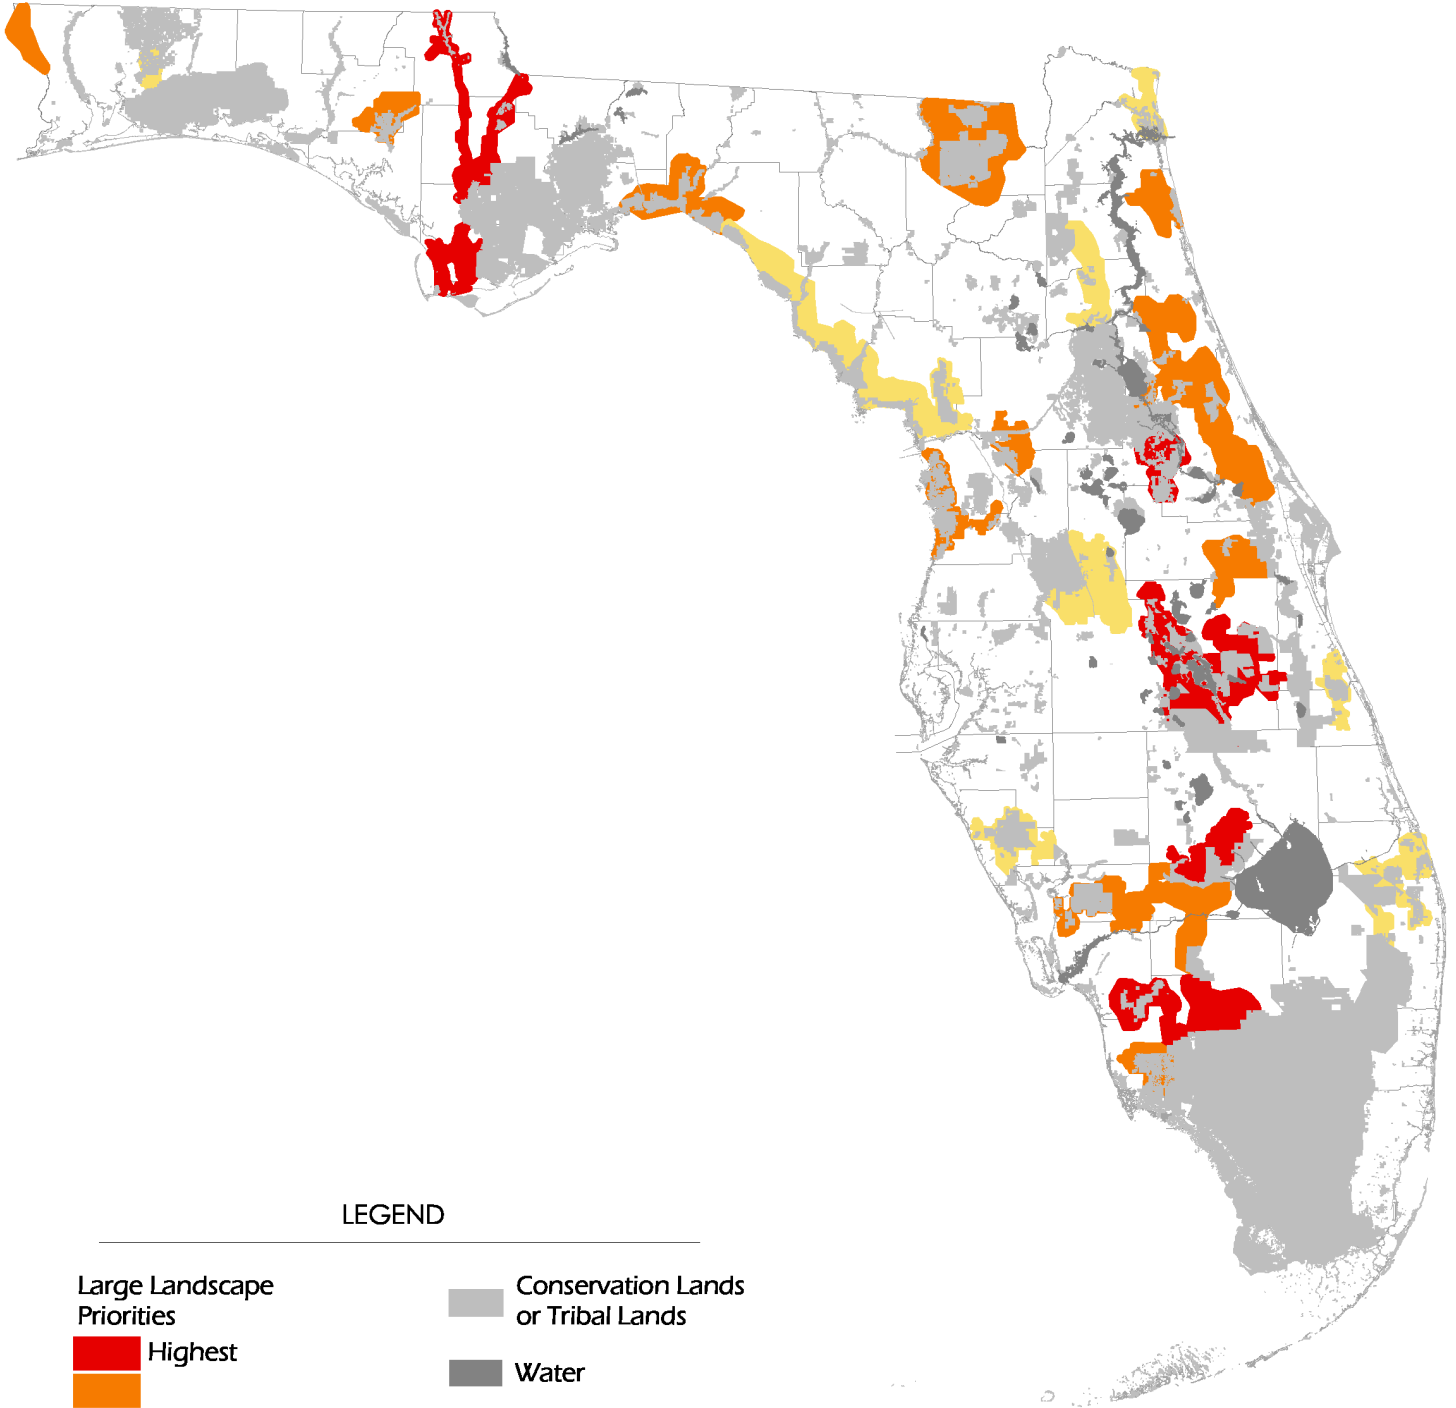 LEGEND
Large Landscape
Priorities
Highest
Conservation Lands
or Tribal Lands
Water